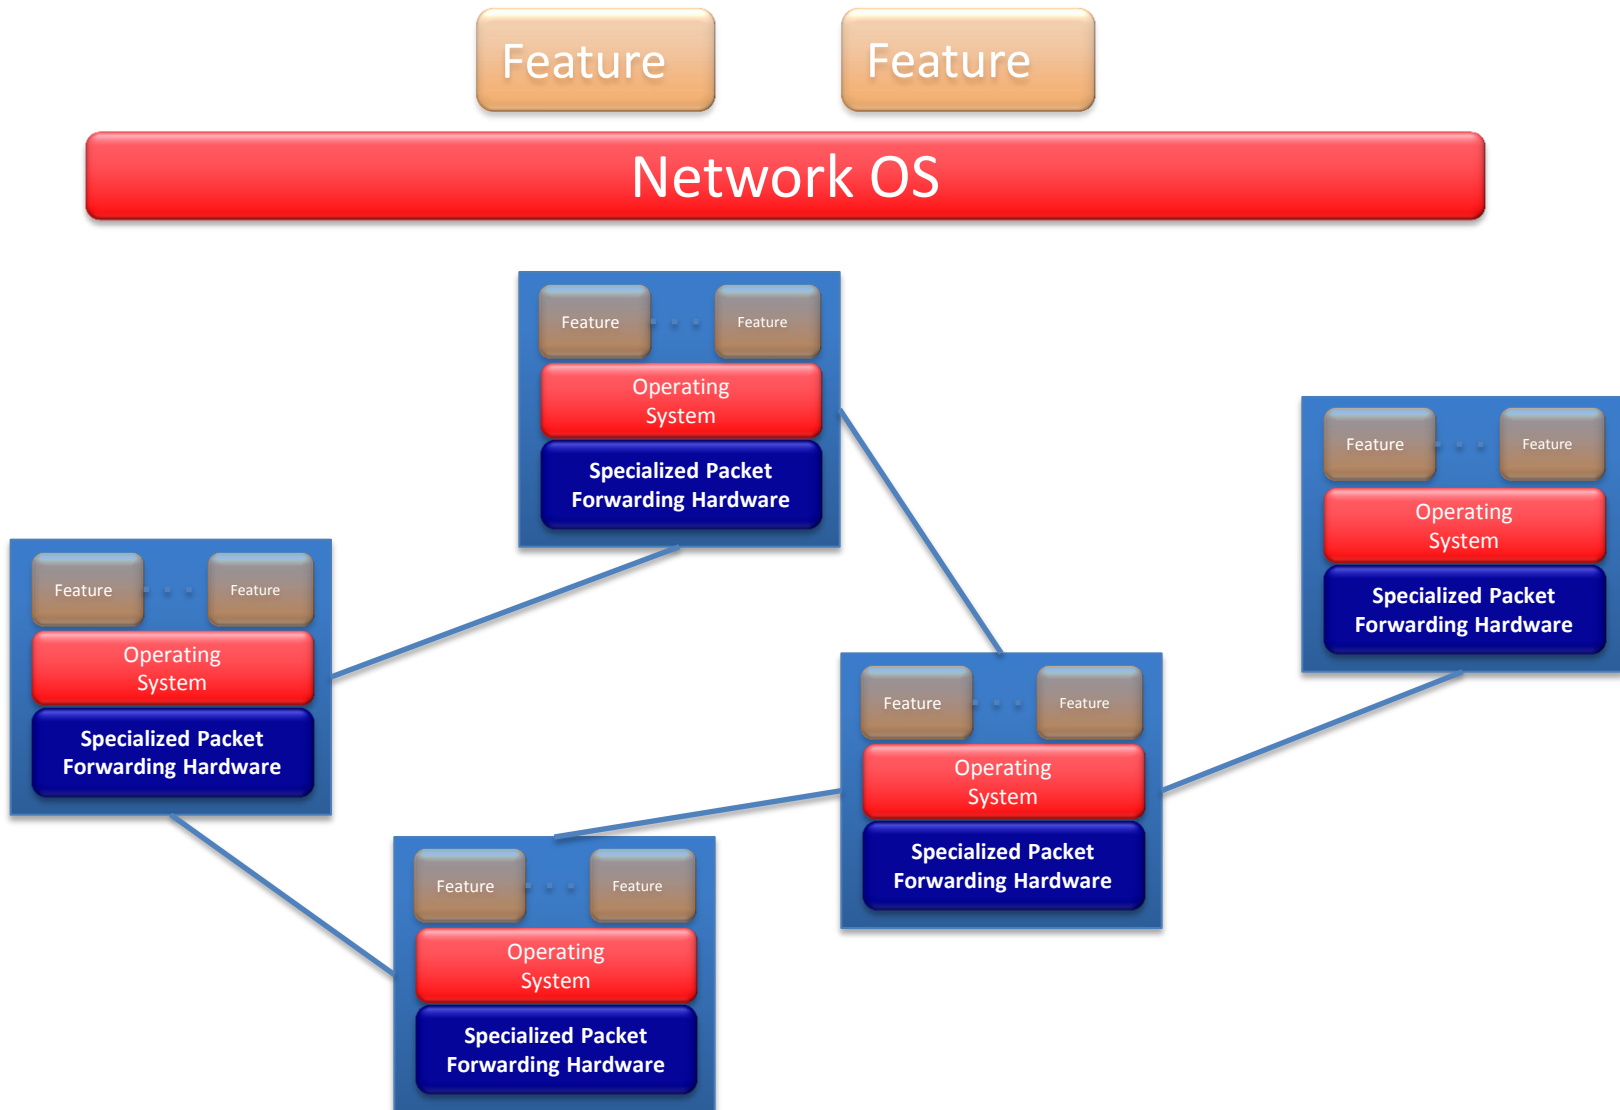 Feature
Feature
Network OS
Feature
Feature
Operating
System
Specialized Packet
Forwarding Hardware
Feature
Feature
Operating
System
Specialized Packet
Forwarding Hardware
Feature
Feature
Operating
System
Specialized Packet
Forwarding Hardware
Feature
Feature
Operating
System
Specialized Packet
Forwarding Hardware
Feature
Feature
Operating
System
Specialized Packet
Forwarding Hardware